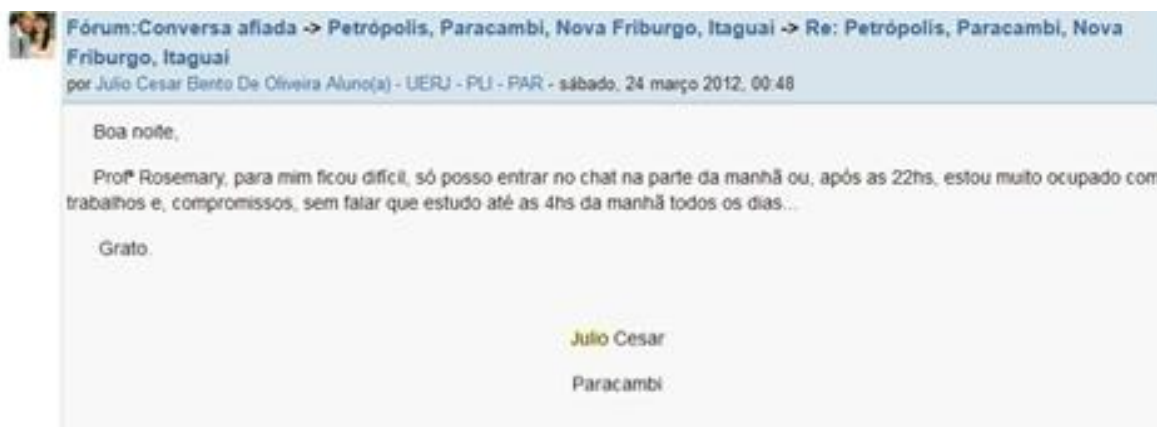 Fórum:Conversa afiada -> Petrópolis, Paracambi, Nova Friburgo, Itaguai -> Re: Petrópolis, Paracambi, Nova
Friburgo, Itaguai
por Julio Cesar Bento De Oliveira Aluno(a) - UERJ - PLI - PAR - sábado, 24 março 2012, 00:48
Boa noite,
Profª Rosemary, para mim ficou difícil, só posso entrar no chat na parte da manhã ou, após as 22hs, estou muito ocupado com
trabalhos e, compromissos, sem falar que estudo até as 4hs da manhã todos os dias...
Grato.
Julio Cesar
Paracambi